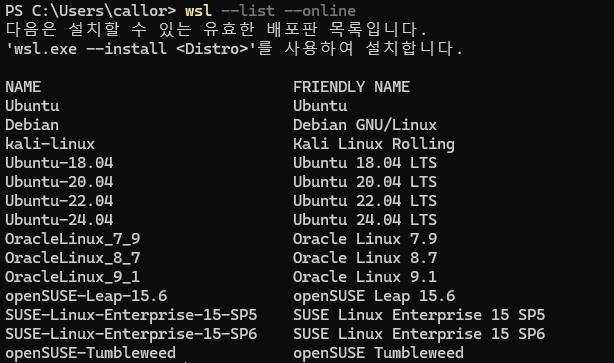 PS C:\Users\callor> wsl --list --online
다음은 설치할 수 있는 유효한 배포판 목록입니다.
'wsl.exe --install <Distro>'를 사용하여 설치합니다.
NAME FRIENDLY NAME
Ubuntu Ubuntu
Debian Debian GNU/Linux
kali-linux Kali Linux Rolling
Ubuntu-18.04 Ubuntu 18.04 LTS
Ubuntu-20.04 Ubuntu 20.04 LTS
Ubuntu-22.04 Ubuntu 22.04 LTS
Ubuntu-24.04 Ubuntu 24.04 LTS
OracleLinux_7_9 Oracle Linux 7.9
OracleLinux_8_7 Oracle Linux 8.7
OracleLinux_9_1 Oracle Linux 9.1
openSUSE-Leap-15.6 openSUSE Leap 15.6
SUSE-Linux-Enterprise-15-SP5 SUSE Linux Enterprise 15 SP5
SUSE-Linux-Enterprise-15-SP6 SUSE Linux Enterprise 15 SP6
openSUSE-Tumbleweed openSUSE Tumbleweed